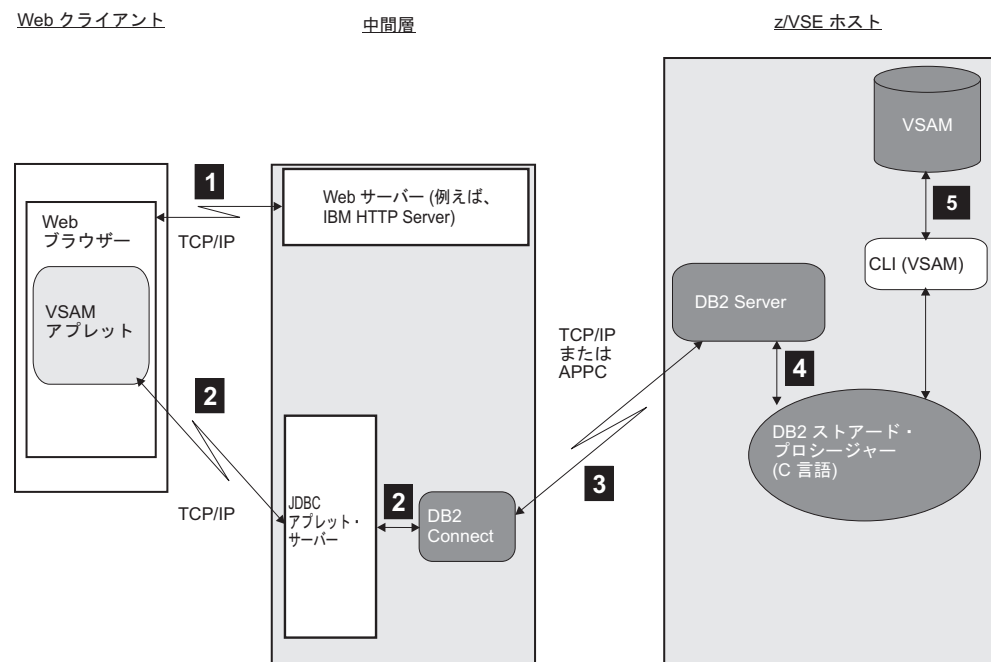 Web クライアント
中間層
z/VSE ホスト
VSAM
1
Web サーバー (例えば、
IBM HTTP Server)
5
Web
ブラウザー
TCP/IP
CLI (VSAM)
VSAM
アプレット
DB2 Server
TCP/IP
または
APPC
4
2
DB2 ストアード・
プロシージャー
(C 言語)
3
TCP/IP
JDBC
アプレット・
サーバー
2
DB2
Connect